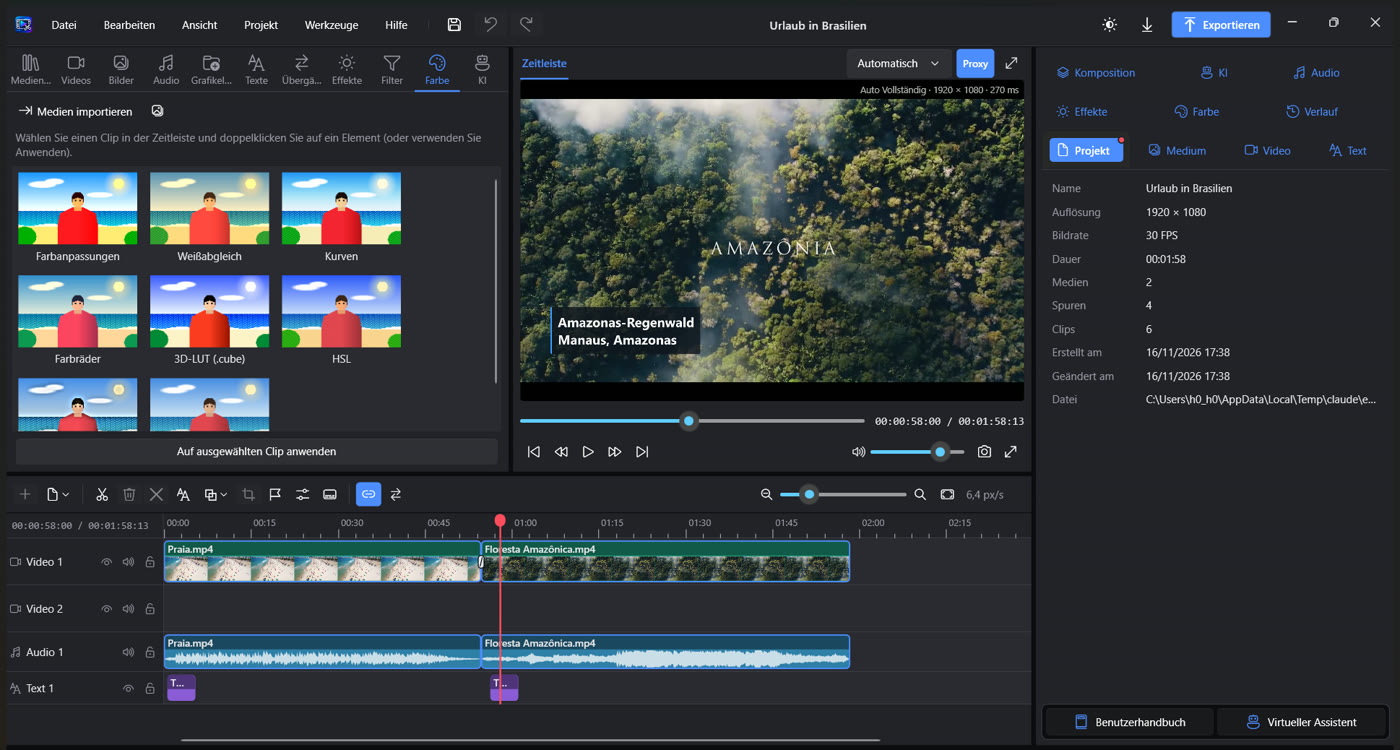 Datei Bearbeiten Ansicht Projekt Werkzeuge Hilfe
Urlaub in Brasilien
Exportieren
Medien... Videos Bilder Audio Grafikel... Texte Übergä... Effekte Filter Farbe KI
Medien importieren
Wählen Sie einen Clip in der Zeitleiste und doppelklicken Sie auf ein Element (oder verwenden Sie
Anwenden).
Farbanpassungen Weißabgleich Kurven
Farbräder 3D-LUT (.cube) HSL
Auf ausgewählten Clip anwenden
Zeitleiste
Automatisch
Proxy
Auto Vollständig · 1920 × 1080 · 270 ms
AMAZÔNIA
Amazonas-Regenwald
Manaus, Amazonas
00:00:58:00 / 00:01:58:13
Komposition KI Audio
Effekte Farbe Verlauf
Projekt Medium Video Text
Name Urlaub in Brasilien
Auflösung 1920 × 1080
Bildrate 30 FPS
Dauer 00:01:58
Medien 2
Spuren 4
Clips 6
Erstellt am 16/11/2026 17:38
Geändert am 16/11/2026 17:38
Datei C:\Users\h0_h0\AppData\Local\Temp\claude\e...
6,4 px/s
00:00:58:00 / 00:01:58:13
00:00 00:15 00:30 00:45 01:00 01:15 01:30 01:45 02:00 02:15
Video 1
Praia.mp4 Floresta Amazônica.mp4
Video 2
Audio 1
Praia.mp4 Floresta Amazônica.mp4
Text 1
T... T...
Benutzerhandbuch
Virtueller Assistent